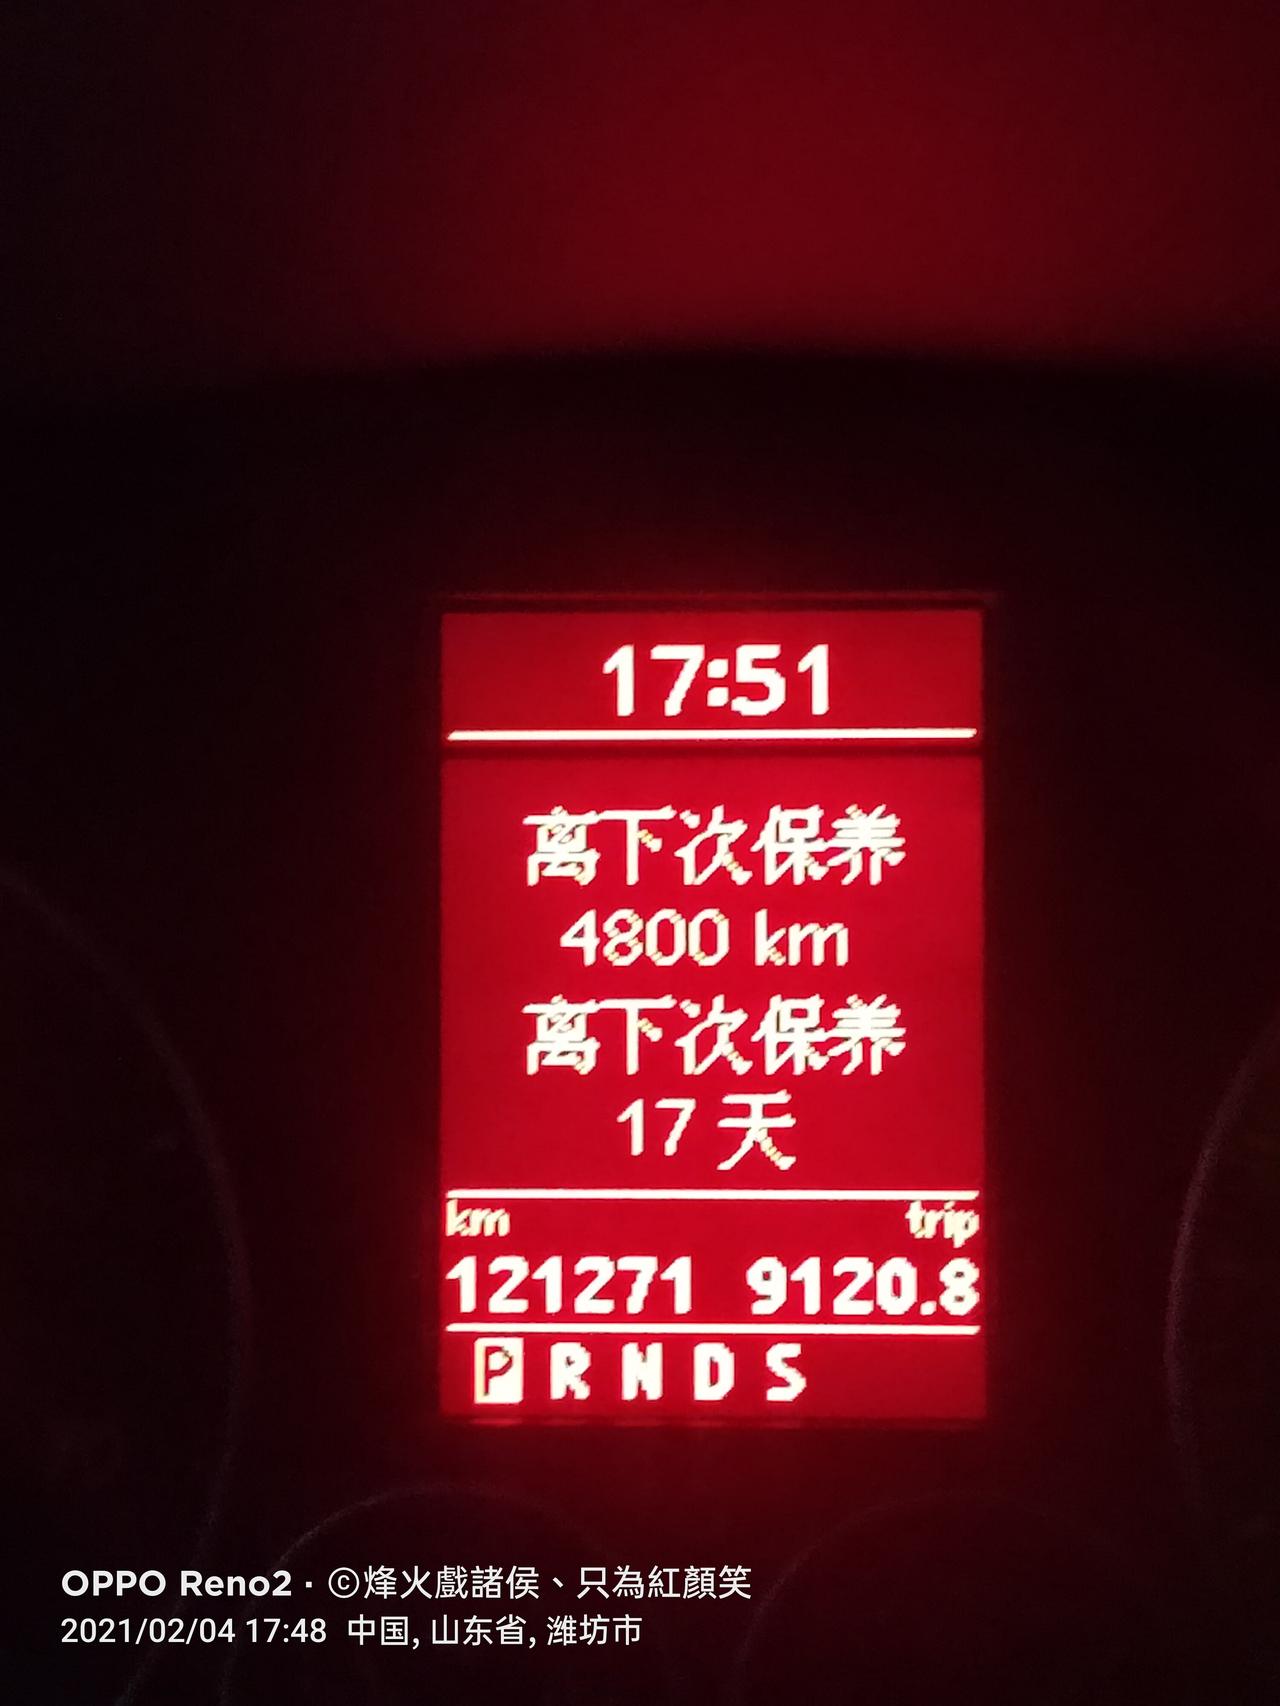 17:51
离下次保养
4800 km
离下次保养
17 天
km trip
121271 9120.8
P R N D S
OPPO Reno2 · ©烽火戲諸侯、只為紅顏笑
2021/02/04 17:48 中国, 山东省, 潍坊市